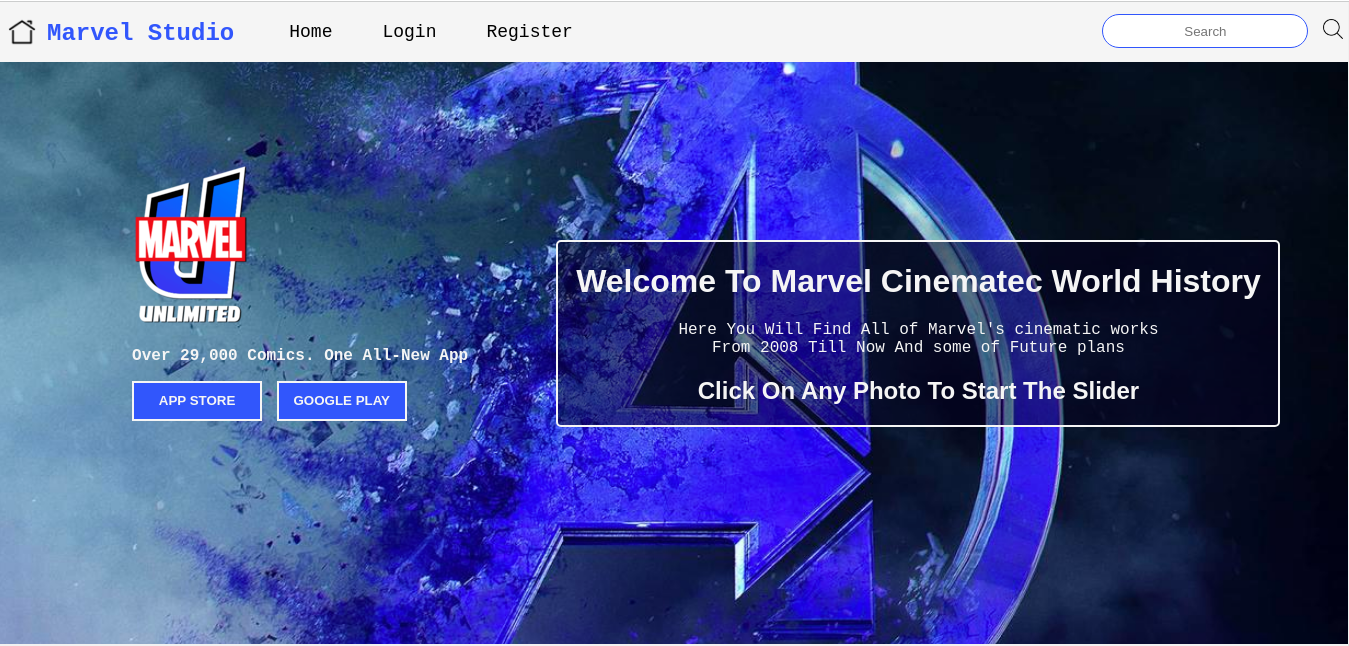 Marvel Studio
Home
Login
Register
Search
MARVEL
UNLIMITED
Over 29,000 Comics. One All-New App
APP STORE
GOOGLE PLAY
Welcome To Marvel Cinematec World History
Here You Will Find All of Marvel's cinematic works
From 2008 Till Now And some of Future plans
Click On Any Photo To Start The Slider